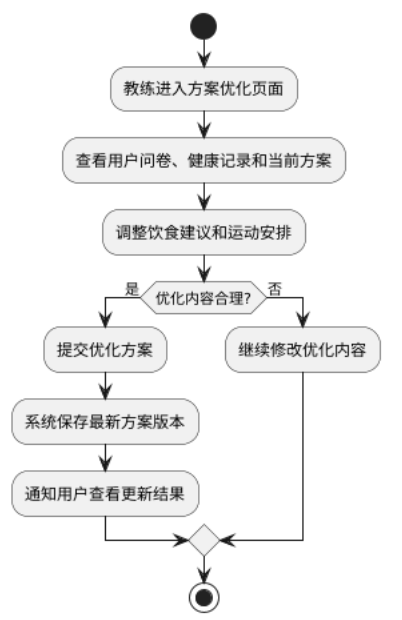 教练进入方案优化页面
查看用户问卷、健康记录和当前方案
调整饮食建议和运动安排
是
优化内容合理?
否
提交优化方案
继续修改优化内容
系统保存最新方案版本
通知用户查看更新结果